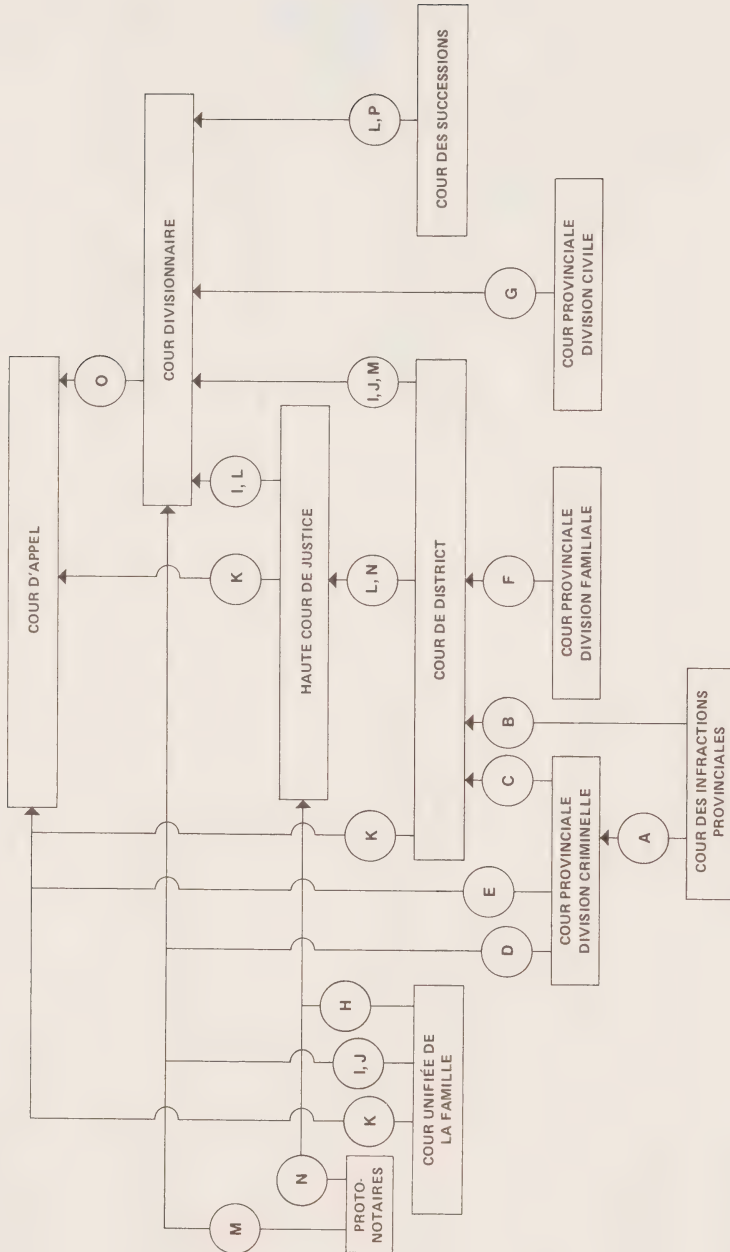 COUR D'APPEL
O
COUR DIVISIONNAIRE
K
I, L
I, J, M
G
L, P
HAUTE COUR DE JUSTICE
COUR DES SUCCESSIONS
L, N
K
COUR DE DISTRICT
M
N
K
I, J
H
D
E
C
B
F
PROTO-
NOTAIRES
COUR UNIFIÉE DE
LA FAMILLE
COUR PROVINCIALE
DIVISION CRIMINELLE
COUR PROVINCIALE
DIVISION FAMILIALE
COUR PROVINCIALE
DIVISION CIVILE
A
COUR DES INFRACTIONS
PROVINCIALES